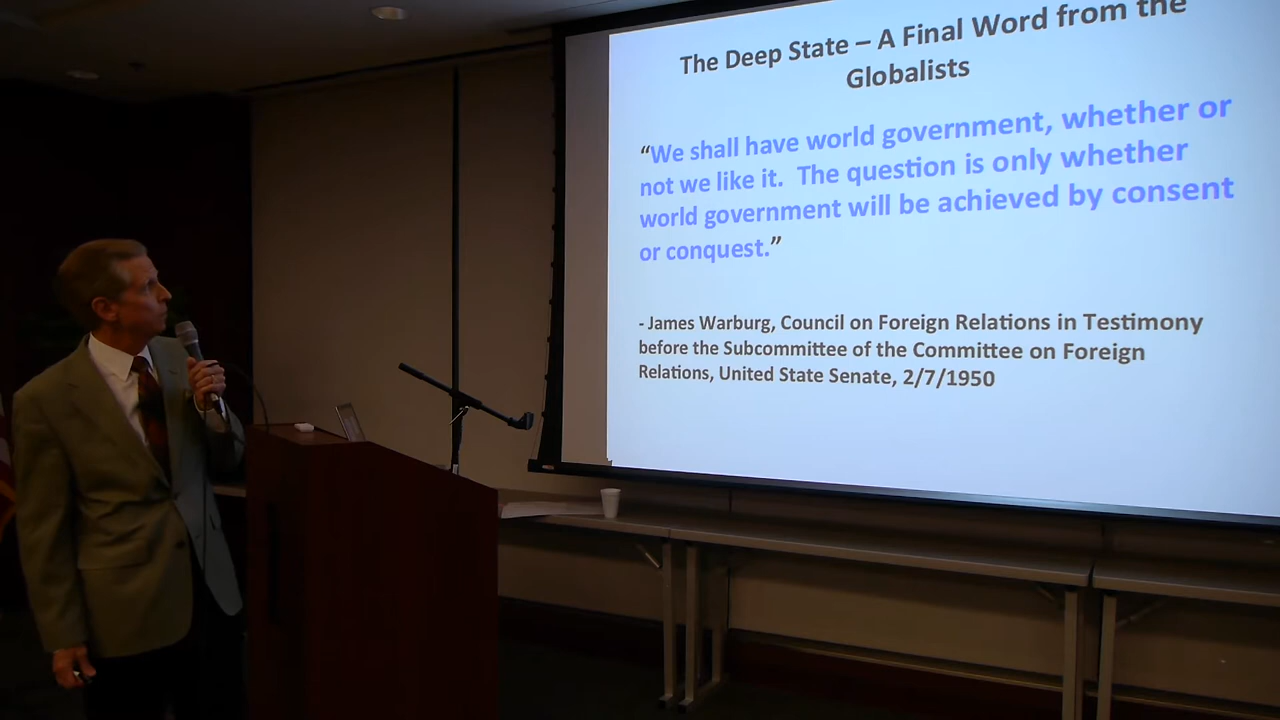 The Deep State – A Final Word from the
Globalists
“We shall have world government, whether or
not we like it. The question is only whether
world government will be achieved by consent
or conquest.”
- James Warburg, Council on Foreign Relations in Testimony
before the Subcommittee of the Committee on Foreign
Relations, United State Senate, 2/7/1950